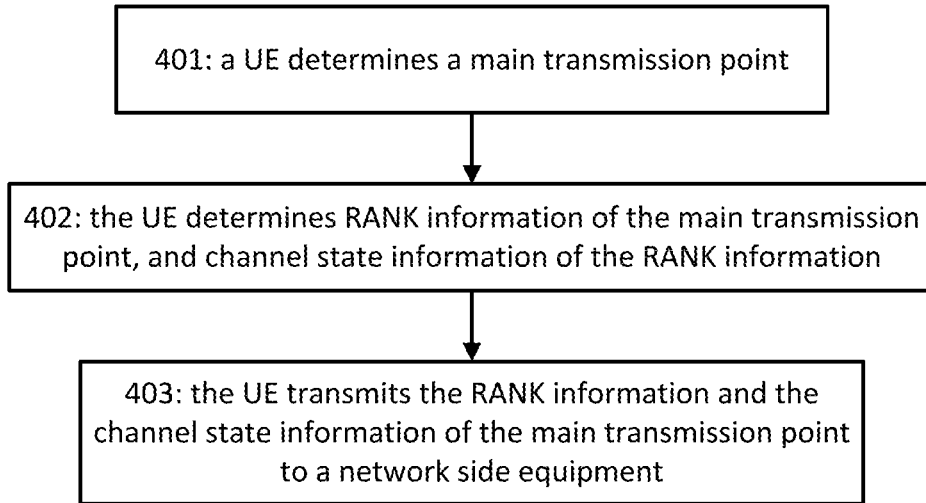 401: a UE determines a main transmission point
402: the UE determines RANK information of the main transmission
point, and channel state information of the RANK information
403: the UE transmits the RANK information and the
channel state information of the main transmission point
to a network side equipment